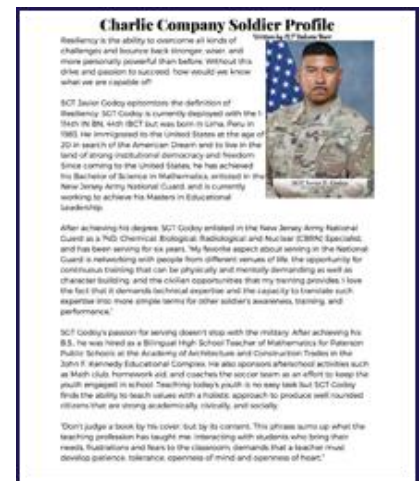 Charlie Company Soldier Profile
Resiliency is the ability to overcome all kinds of
challenges and bounce back stronger, wiser, and
more personally powerful than before. Without this
drive and passion to succeed, how would we know
what we are capable of?
SGT Javier Godoy epitomizes the definition of
Resiliency. SGT Godoy is currently deployed with the 1-
114th IN BN, 44th IBCT but was born in Lima, Peru in
1983. He immigrated to the United States at the age of
20 in search of the American Dream and to live in the
land of strong institutional democracy and freedom.
Since coming to the United States, he has achieved
his Bachelor of Science in Mathematics, enlisted in the
New Jersey Army National Guard, and is currently
working to achieve his Masters in Educational
Leadership.
After achieving his degree, SGT Godoy enlisted in the New Jersey Army National
Guard as a 74D, Chemical, Biological, Radiological and Nuclear (CBRN) Specialist,
and has been serving for six years. "My favorite aspect about serving in the National
Guard is networking with people from different venues of life, the opportunity for
continuous training that can be physically and mentally demanding as well as
character building, and the civilian opportunities that my training provides. I love
the fact that it demands technical expertise and the capacity to translate such
expertise into more simple terms for other soldier's awareness, training, and
performance."
SGT Godoy's passion for serving doesn't stop with the military. After achieving his
B.S., he was hired as a Bilingual High School Teacher of Mathematics for Paterson
Public Schools at the Academy of Architecture and Construction Trades in the
John F. Kennedy Educational Complex. He also sponsors afterschool activities such
as Math club, homework aid, and coaches the soccer team as an effort to keep the
youth engaged in school. Teaching today's youth is no easy task but SGT Godoy
finds the ability to teach values with a holistic approach to produce well rounded
citizens that are strong academically, civically, and socially.
"Don't judge a book by his cover, but by its content. This phrase sums up what the
teaching profession has taught me. Interacting with students who bring their
needs, frustrations and fears to the classroom, demands that a teacher must
develop patience, tolerance, openness of mind and openness of heart."